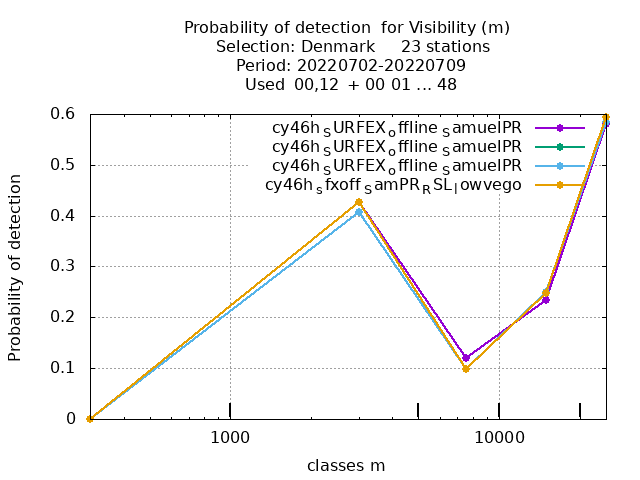 Probability of detection for Visibility (m)
Selection: Denmark 23 stations
Period: 20220702-20220709
Used 00,12 + 00 01 ... 48
0.6
0.5
0.4
0.3
0.2
0.1
0
Probability of detection
cy46h_SURFEX_offline_SamuelPR
cy46h_SURFEX_offline_SamuelPR
cy46h_SURFEX_offline_SamuelPR
cy46h_sfxoff_SamPR_RSL_lowvego
1000
10000
classes m